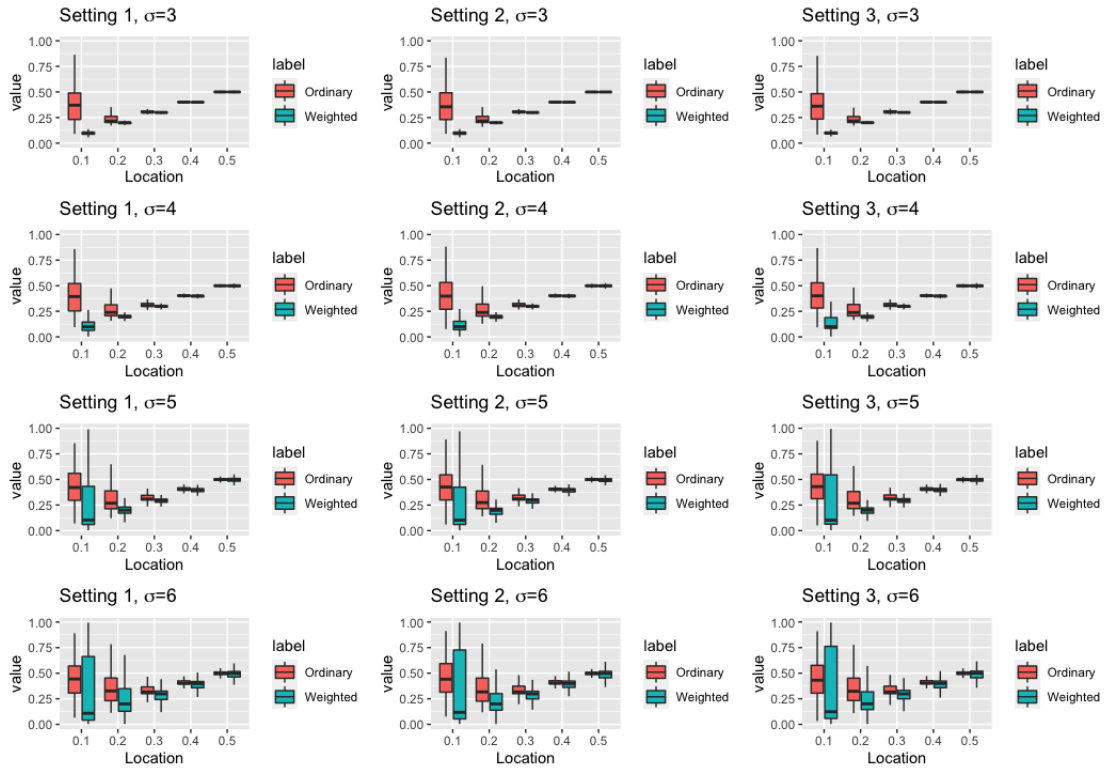 Setting 1, σ=3
value
1.00
0.75
0.50
0.25
0.00
0.1 0.2 0.3 0.4 0.5
Location
label
Ordinary
Weighted
Setting 2, σ=3
value
1.00
0.75
0.50
0.25
0.00
0.1 0.2 0.3 0.4 0.5
Location
label
Ordinary
Weighted
Setting 3, σ=3
value
1.00
0.75
0.50
0.25
0.00
0.1 0.2 0.3 0.4 0.5
Location
label
Ordinary
Weighted
Setting 1, σ=4
value
1.00
0.75
0.50
0.25
0.00
0.1 0.2 0.3 0.4 0.5
Location
label
Ordinary
Weighted
Setting 2, σ=4
value
1.00
0.75
0.50
0.25
0.00
0.1 0.2 0.3 0.4 0.5
Location
label
Ordinary
Weighted
Setting 3, σ=4
value
1.00
0.75
0.50
0.25
0.00
0.1 0.2 0.3 0.4 0.5
Location
label
Ordinary
Weighted
Setting 1, σ=5
value
1.00
0.75
0.50
0.25
0.00
0.1 0.2 0.3 0.4 0.5
Location
label
Ordinary
Weighted
Setting 2, σ=5
value
1.00
0.75
0.50
0.25
0.00
0.1 0.2 0.3 0.4 0.5
Location
label
Ordinary
Weighted
Setting 3, σ=5
value
1.00
0.75
0.50
0.25
0.00
0.1 0.2 0.3 0.4 0.5
Location
label
Ordinary
Weighted
Setting 1, σ=6
value
1.00
0.75
0.50
0.25
0.00
0.1 0.2 0.3 0.4 0.5
Location
label
Ordinary
Weighted
Setting 2, σ=6
value
1.00
0.75
0.50
0.25
0.00
0.1 0.2 0.3 0.4 0.5
Location
label
Ordinary
Weighted
Setting 3, σ=6
value
1.00
0.75
0.50
0.25
0.00
0.1 0.2 0.3 0.4 0.5
Location
label
Ordinary
Weighted